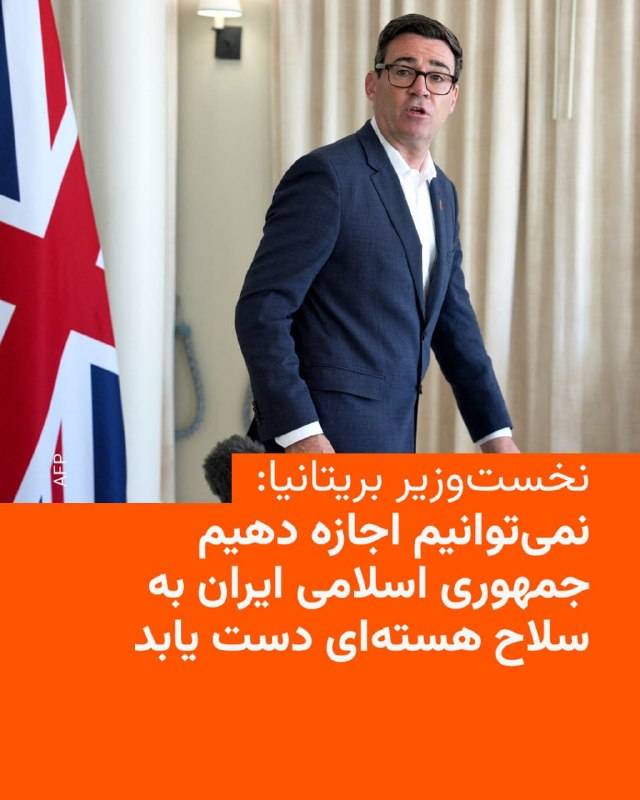 AFP
نخست‌وزیر بریتانیا:
نمی‌توانیم اجازه دهیم
جمهوری اسلامی ایران به
سلاح هسته‌ای دست یابد